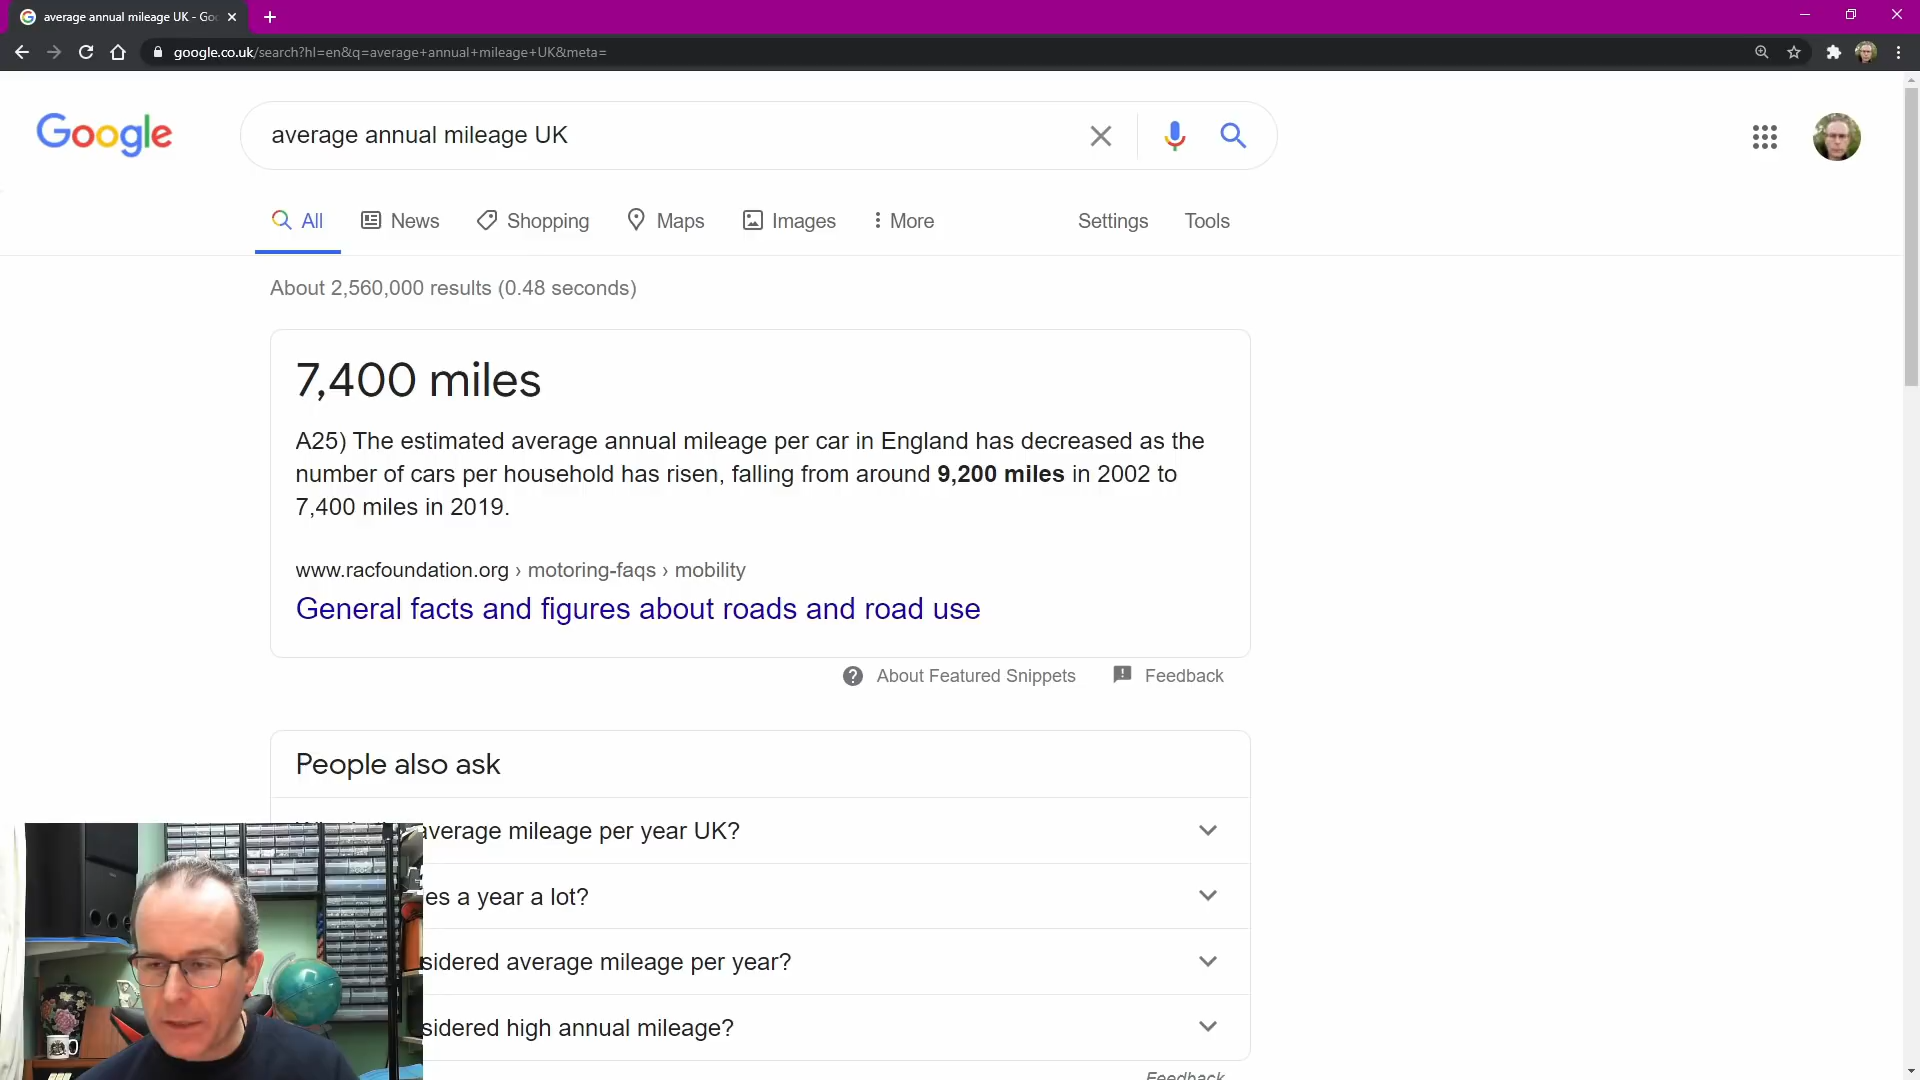 average annual mileage UK - Goo
google.co.uk/search?hl=en&q=average+annual+mileage+UK&meta=
Google
average annual mileage UK
All
News
Shopping
Maps
Images
More
Settings
Tools
About 2,560,000 results (0.48 seconds)
7,400 miles
A25) The estimated average annual mileage per car in England has decreased as the
number of cars per household has risen, falling from around 9,200 miles in 2002 to
7,400 miles in 2019.
www.racfoundation.org › motoring-faqs › mobility
General facts and figures about roads and road use
About Featured Snippets
Feedback
People also ask
average mileage per year UK?
es a year a lot?
sidered average mileage per year?
sidered high annual mileage?
Feedback